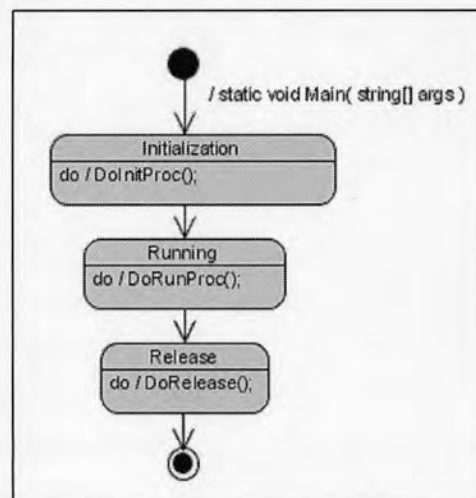 / static void Main( string[] args )
Initialization
do / DoInitProc();
Running
do / DoRunProc();
Release
do / DoRelease();